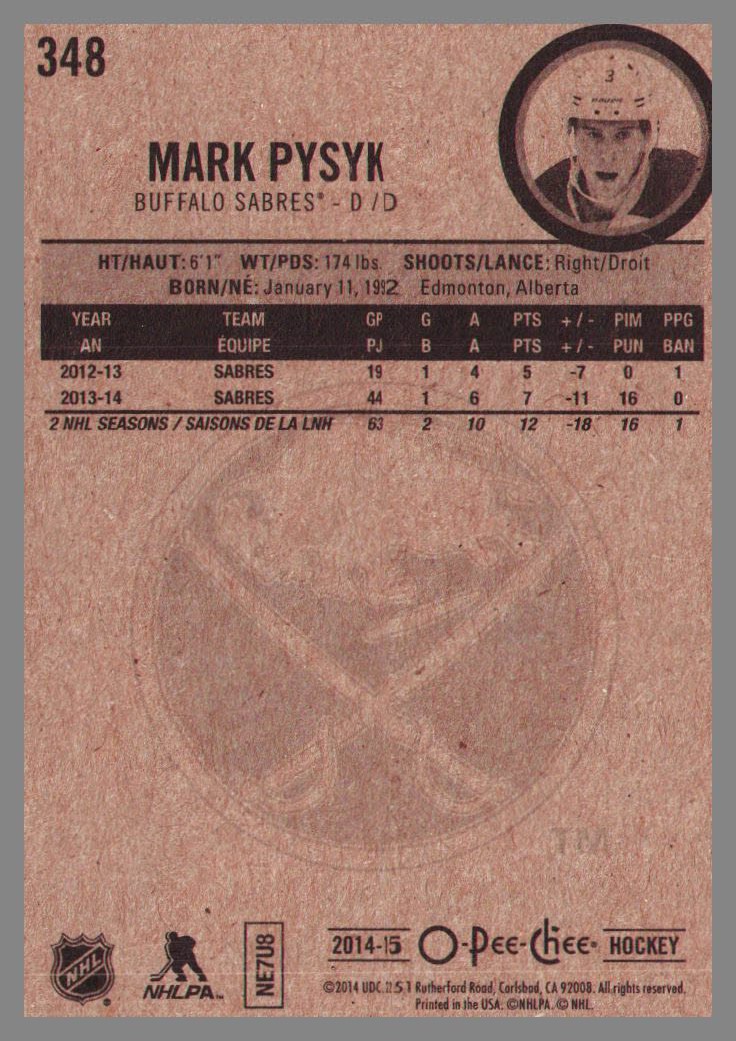 348
3
MARK PYSYK
BUFFALO SABRES® - D /D
HT/HAUT: 6'1" WT/PDS: 174 lbs. SHOOTS/LANCE: Right/Droit
BORN/NÉ: January 11, 1992 Edmonton, Alberta
YEAR TEAM GP G A PTS +/- PIM PPG
AN ÉQUIPE PJ B A PTS +/- PUN BAN
2012-13 SABRES 19 1 4 5 -7 0 1
2013-14 SABRES 44 1 6 7 -11 16 0
2 NHL SEASONS / SAISONS DE LA LNH 63 2 10 12 -18 16 1
NHL
NHLPA™
NE7U8
2014-15 O-Pee-Chee® HOCKEY
©2014 UDC. Rutherford Road, Carlsbad, CA 92008. All rights reserved.
Printed in the USA. ©NHLPA. © NHL.